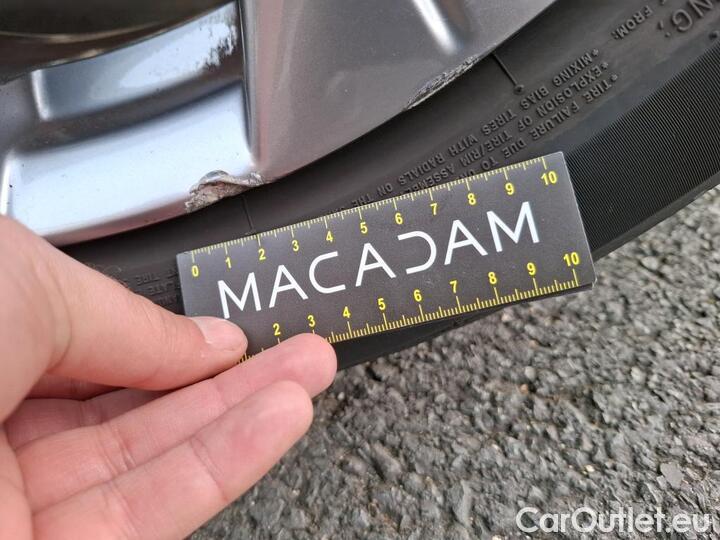 NG;
FROM:
*TIRE FAILURE DUE TO
*EXPLOSION OF TIRE/RIM ASSEMB
*MIXING BIAS TIRES WITH RADIALS ON THE
0 1 2 3 4 5 6 7 8 9 10
MACADAM
2 3 4 5 6 7 8 9 10
CarOutlet.eu